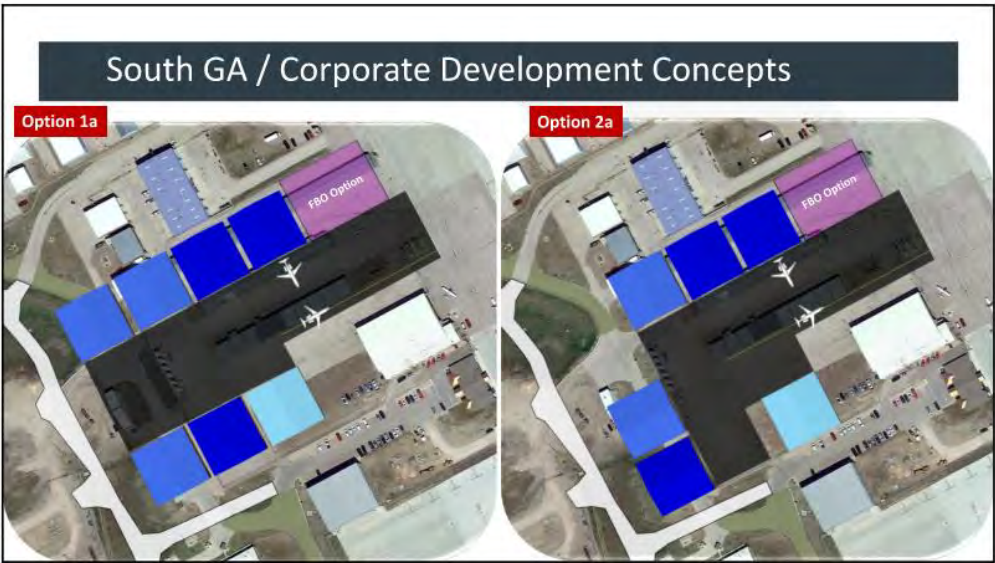 South GA / Corporate Development Concepts
Option 1a
Option 2a
FBO Option
FBO Option